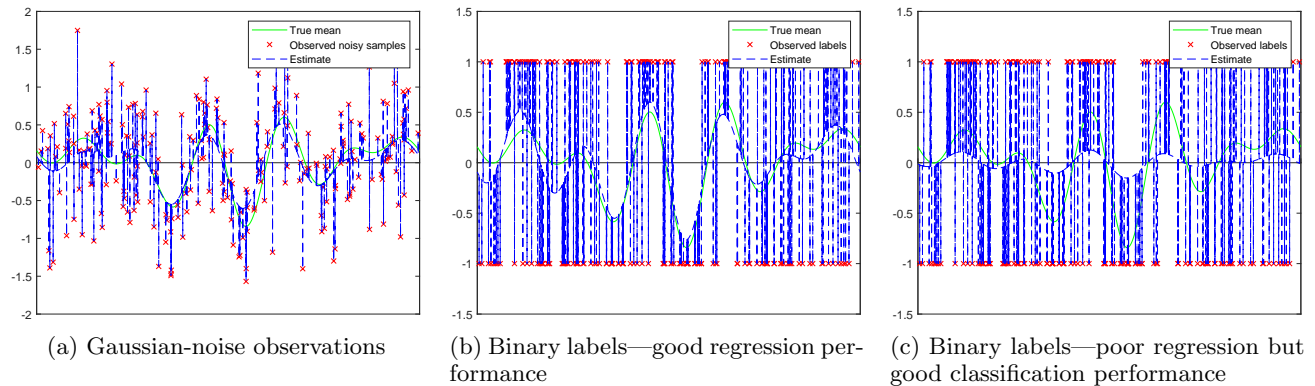 2
1.5
1
0.5
0
-0.5
-1
-1.5
-2
True mean
Observed noisy samples
Estimate
(a) Gaussian-noise observations
1.5
1
0.5
0
-0.5
-1
-1.5
True mean
Observed labels
Estimate
(b) Binary labels—good regression per-
formance
1.5
1
0.5
0
-0.5
-1
-1.5
True mean
Observed labels
Estimate
(c) Binary labels—poor regression but
good classification performance